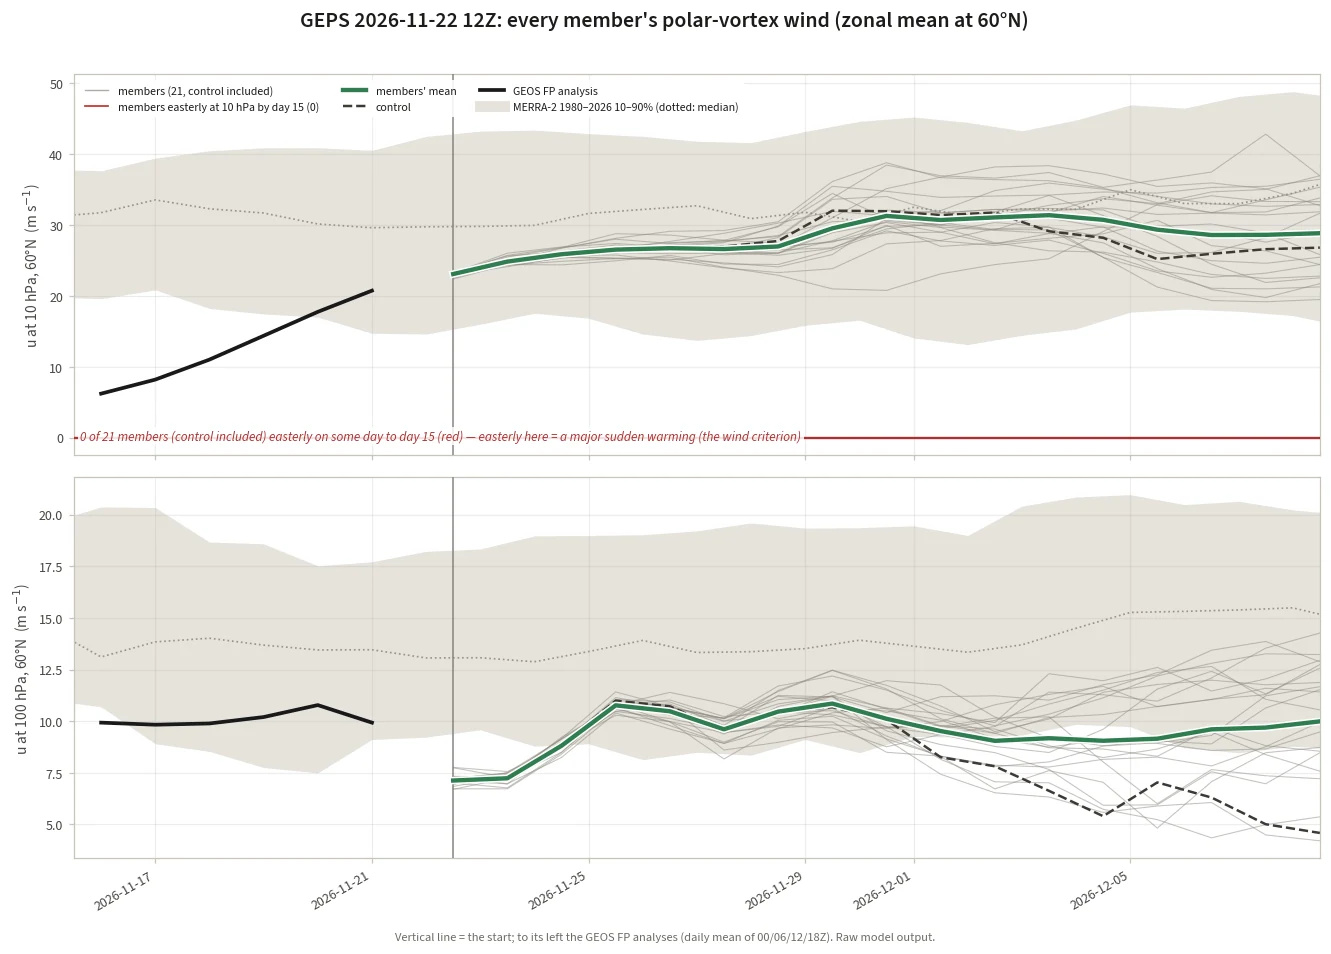 GEPS 2026-11-22 12Z: every member's polar-vortex wind (zonal mean at 60°N)
members (21, control included)
members easterly at 10 hPa by day 15 (0)
members' mean
control
GEOS FP analysis
MERRA-2 1980–2026 10–90% (dotted: median)
u at 10 hPa, 60°N (m s⁻¹)
50
40
30
20
10
0
0 of 21 members (control included) easterly on some day to day 15 (red) — easterly here = a major sudden warming (the wind criterion)
u at 100 hPa, 60°N (m s⁻¹)
20.0
17.5
15.0
12.5
10.0
7.5
5.0
2026-11-17
2026-11-21
2026-11-25
2026-11-29
2026-12-01
2026-12-05
Vertical line = the start; to its left the GEOS FP analyses (daily mean of 00/06/12/18Z). Raw model output.